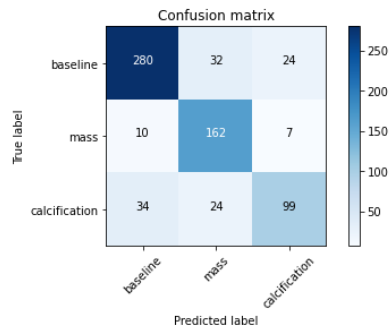 Confusion matrix
True label
baseline
280
32
24
mass
10
162
7
calcification
34
24
99
baseline
mass
calcification
Predicted label
250
200
150
100
50